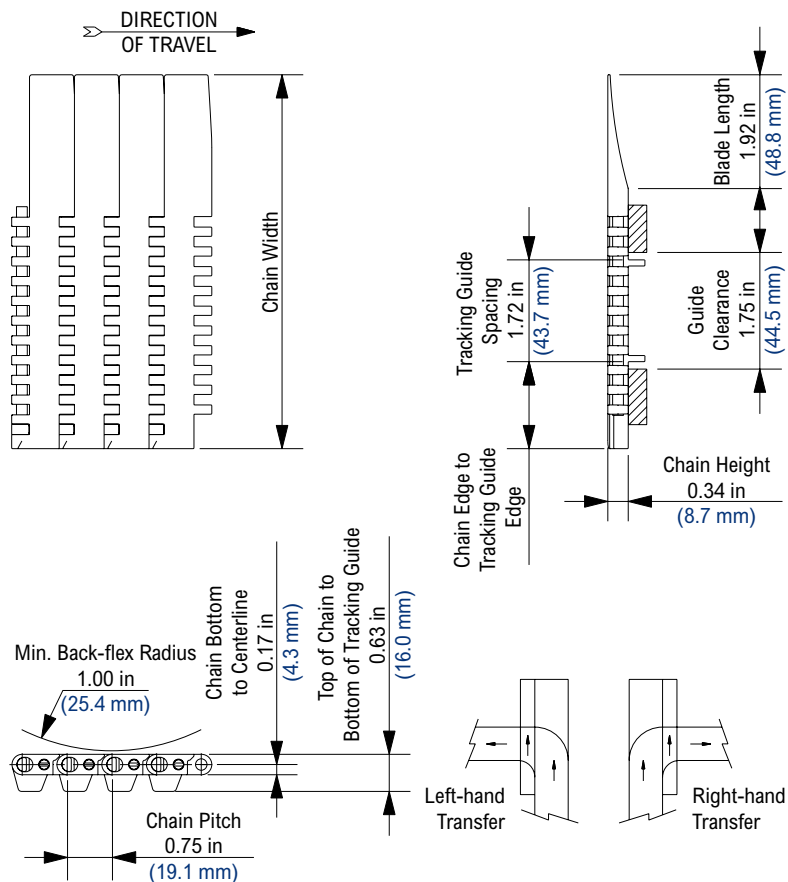 DIRECTION
OF TRAVEL
Chain Width
Blade Length
1.92 in
(48.8 mm)
Tracking Guide
Spacing
1.72 in
(43.7 mm)
Guide
Clearance
1.75 in
(44.5 mm)
Chain Edge to
Tracking Guide
Edge
Chain Height
0.34 in
(8.7 mm)
Min. Back-flex Radius
1.00 in
(25.4 mm)
Chain Bottom
to Centerline
0.17 in
(4.3 mm)
Top of Chain to
Bottom of Tracking Guide
0.63 in
(16.0 mm)
Chain Pitch
0.75 in
(19.1 mm)
Left-hand
Transfer
Right-hand
Transfer